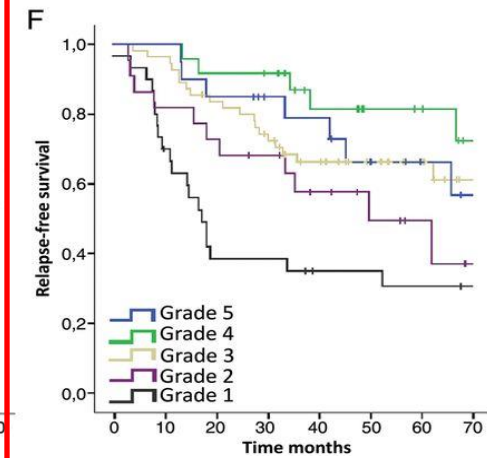 F
Relapse-free survival
1,0
0,8
0,6
0,4
0,2
0,0
Grade 5
Grade 4
Grade 3
Grade 2
Grade 1
0 10 20 30 40 50 60 70
Time months